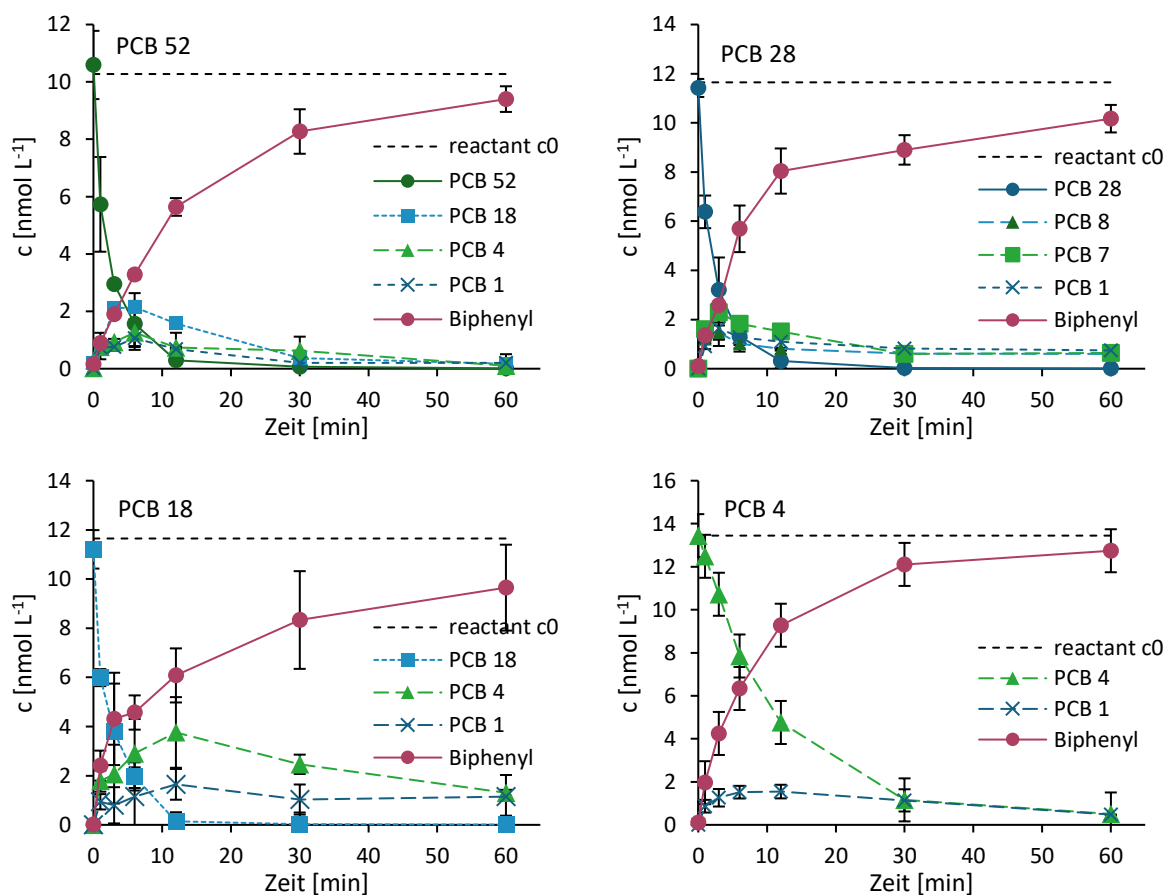 PCB 52
12
10
8
6
4
2
0
c [nmol L⁻¹]
reactant c0
PCB 52
PCB 18
PCB 4
PCB 1
Biphenyl
0 10 20 30 40 50 60
Zeit [min]
PCB 28
14
12
10
8
6
4
2
0
c [nmol L⁻¹]
reactant c0
PCB 28
PCB 8
PCB 7
PCB 1
Biphenyl
0 10 20 30 40 50 60
Zeit [min]
PCB 18
14
12
10
8
6
4
2
0
c [nmol L⁻¹]
reactant c0
PCB 18
PCB 4
PCB 1
Biphenyl
0 10 20 30 40 50 60
Zeit [min]
PCB 4
16
14
12
10
8
6
4
2
0
c [nmol L⁻¹]
reactant c0
PCB 4
PCB 1
Biphenyl
0 10 20 30 40 50 60
Zeit [min]